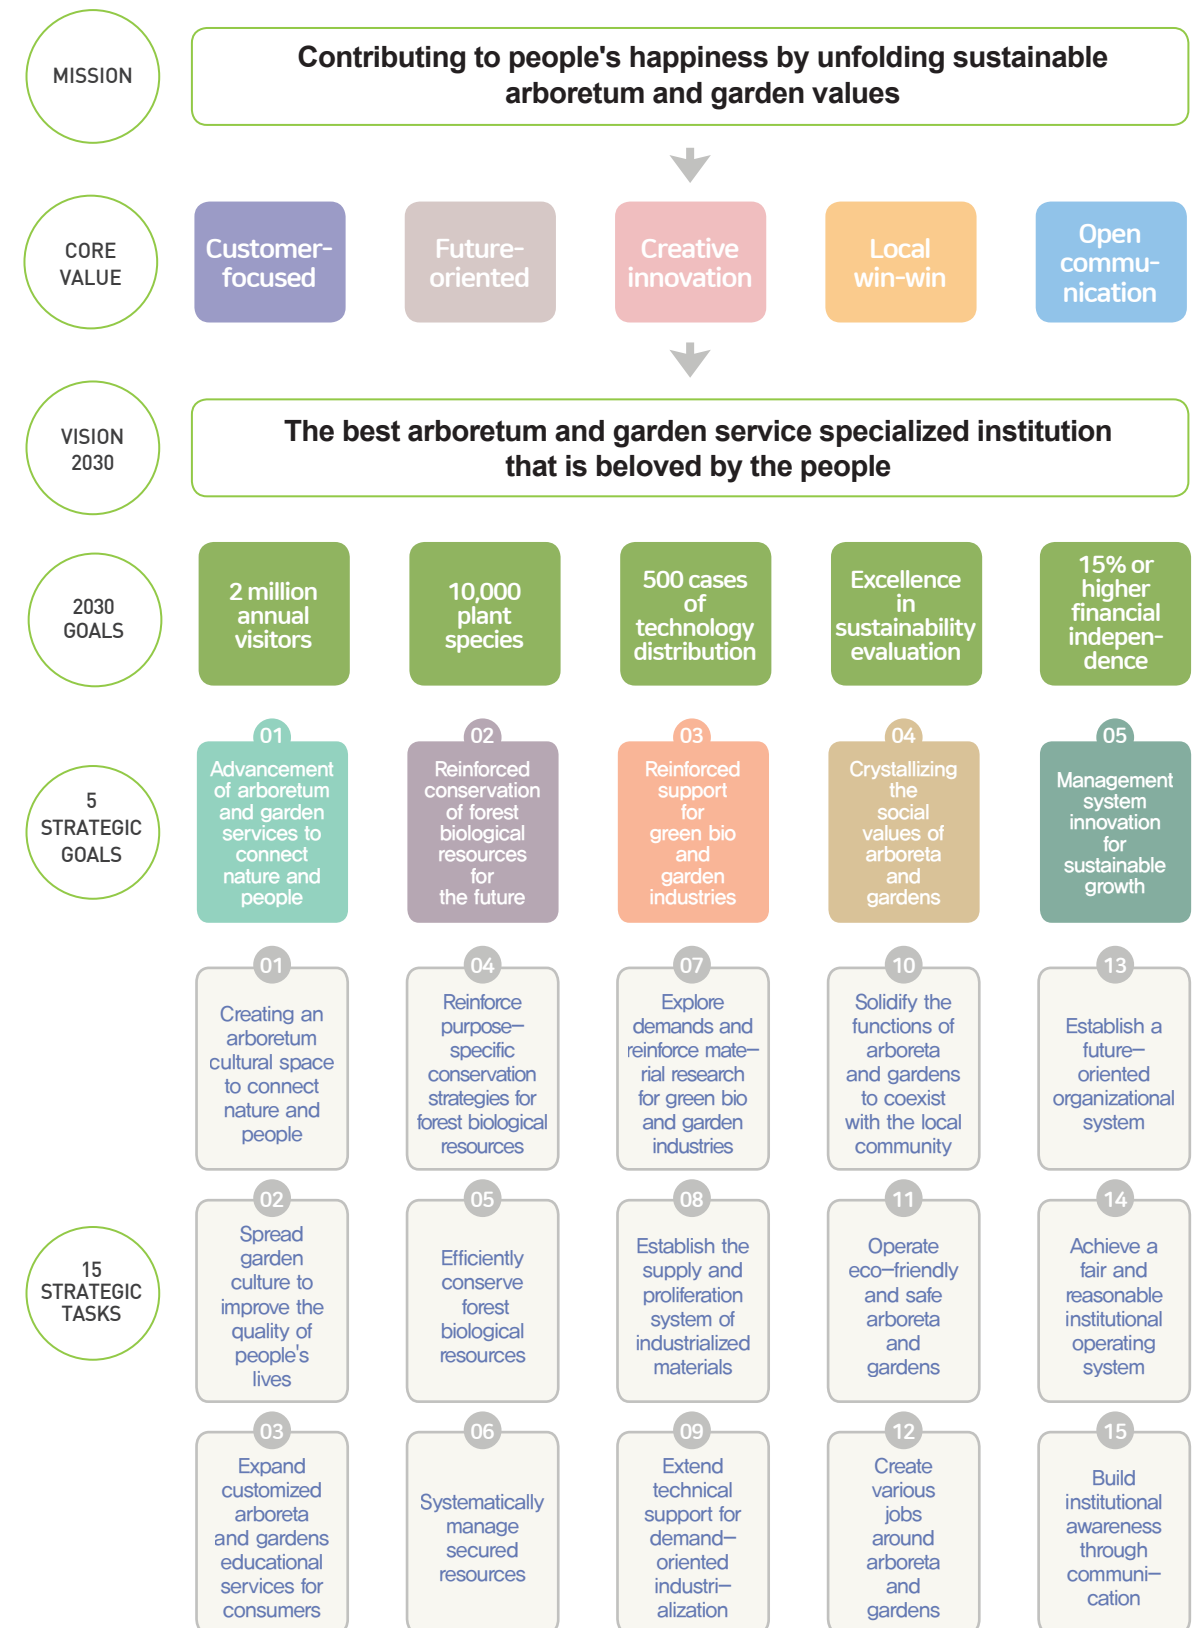 MISSION
Contributing to people's happiness by unfolding sustainable
arboretum and garden values
CORE
VALUE
Customer-
focused
Future-
oriented
Creative
innovation
Local
win-win
Open
commu-
nication
VISION
2030
The best arboretum and garden service specialized institution
that is beloved by the people
2030
GOALS
2 million
annual
visitors
10,000
plant
species
500 cases
of
technology
distribution
Excellence
in
sustainability
evaluation
15% or
higher
financial
indepen-
dence
5
STRATEGIC
GOALS
01
Advancement
of arboretum
and garden
services to
connect
nature and
people
02
Reinforced
conservation
of forest
biological
resources
for
the future
03
Reinforced
support
for
green bio
and
garden
industries
04
Crystallizing
the
social
values of
arboreta
and
gardens
05
Management
system
innovation
for
sustainable
growth
15
STRATEGIC
TASKS
01
Creating an
arboretum
cultural space
to connect
nature and
people
04
Reinforce
purpose–
specific
conservation
strategies for
forest biological
resources
07
Explore
demands and
reinforce mate–
rial research
for green bio
and garden
industries
10
Solidify the
functions of
arboreta
and gardens
to coexist
with the local
community
13
Establish a
future–
oriented
organizational
system
02
Spread
garden
culture to
improve the
quality of
people's
lives
05
Efficiently
conserve
forest
biological
resources
08
Establish the
supply and
proliferation
system of
industrialized
materials
11
Operate
eco–friendly
and safe
arboreta
and
gardens
14
Achieve a
fair and
reasonable
institutional
operating
system
03
Expand
customized
arboreta
and gardens
educational
services for
consumers
06
Systematically
manage
secured
resources
09
Extend
technical
support for
demand–
oriented
industri–
alization
12
Create
various
jobs
around
arboreta
and
gardens
15
Build
institutional
awareness
through
communi–
cation